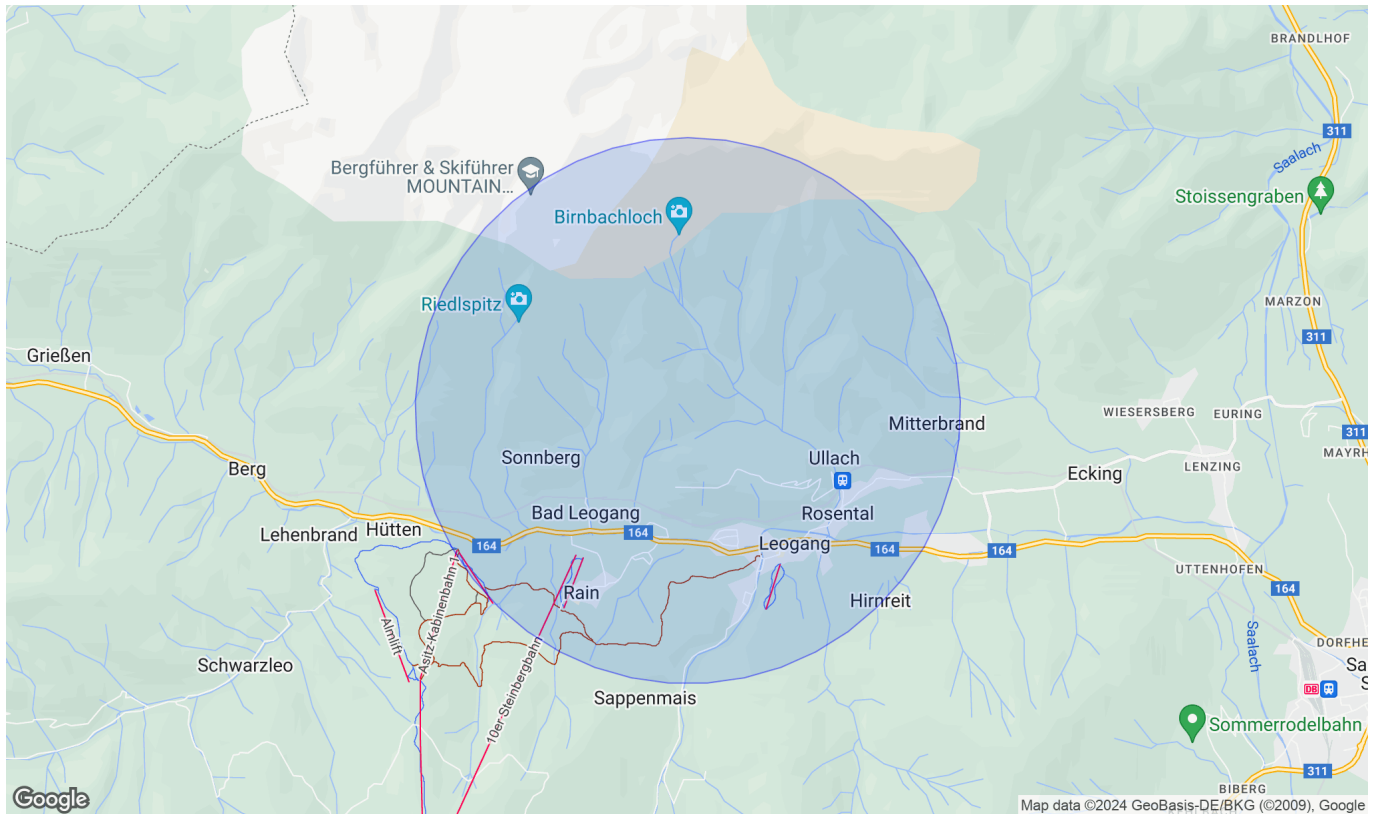 BRANDLHOF
311
Saalach
Bergführer & Skiführer
MOUNTAIN...
Stoissengraben
Birnbachloch
Riedlspitz
MARZON
311
Grießen
WIESERSBERG
EURING
Mitterbrand
311
MAYRH
Sonnberg
Ullach
Berg
Ecking
LENZING
Bad Leogang
Rosental
Lehenbrand
Hütten
164
164
Leogang
164
164
UTTENHOFEN
164
Asitz-Kabinenbahn-1
Rain
Hirnreit
Almlift
Saalach
DORFHE
Schwarzleo
10er-Steinbergbahn
Sa
S
DB
Sappenmais
Sommerrodelbahn
311
BIBERG
Google
Map data ©2024 GeoBasis-DE/BKG (©2009), Google